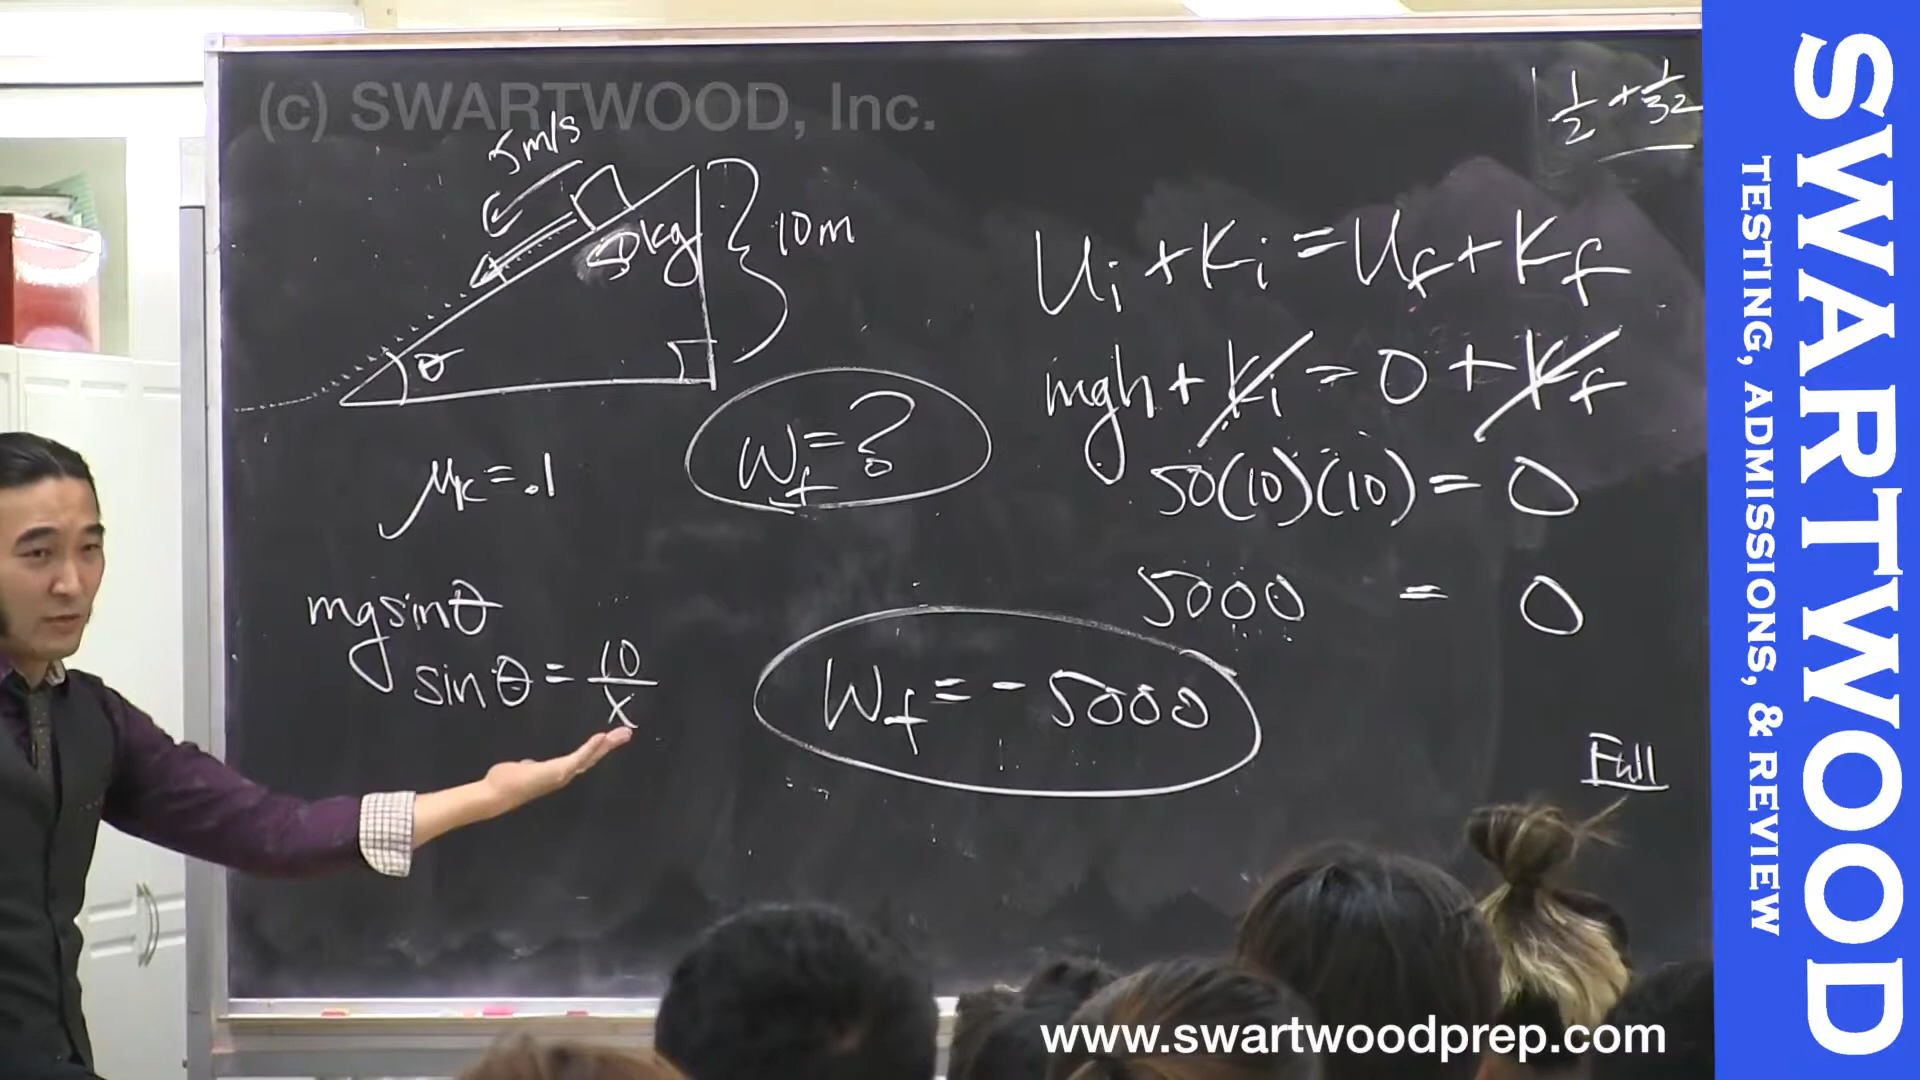 (c) SWARTWOOD, Inc.
5m/s
kg
10m
θ
μk = .1
Wf = ?
mgsinθ
sinθ = 10/x
Ui + Ki = Uf + Kf
mgh + Ki = 0 + Kf
50(10)(10) = 0
5000 = 0
Wf = - 5000
1/2 + 1/32
Full
www.swartwoodprep.com
SWARTWOOD
TESTING, ADMISSIONS, & REVIEW